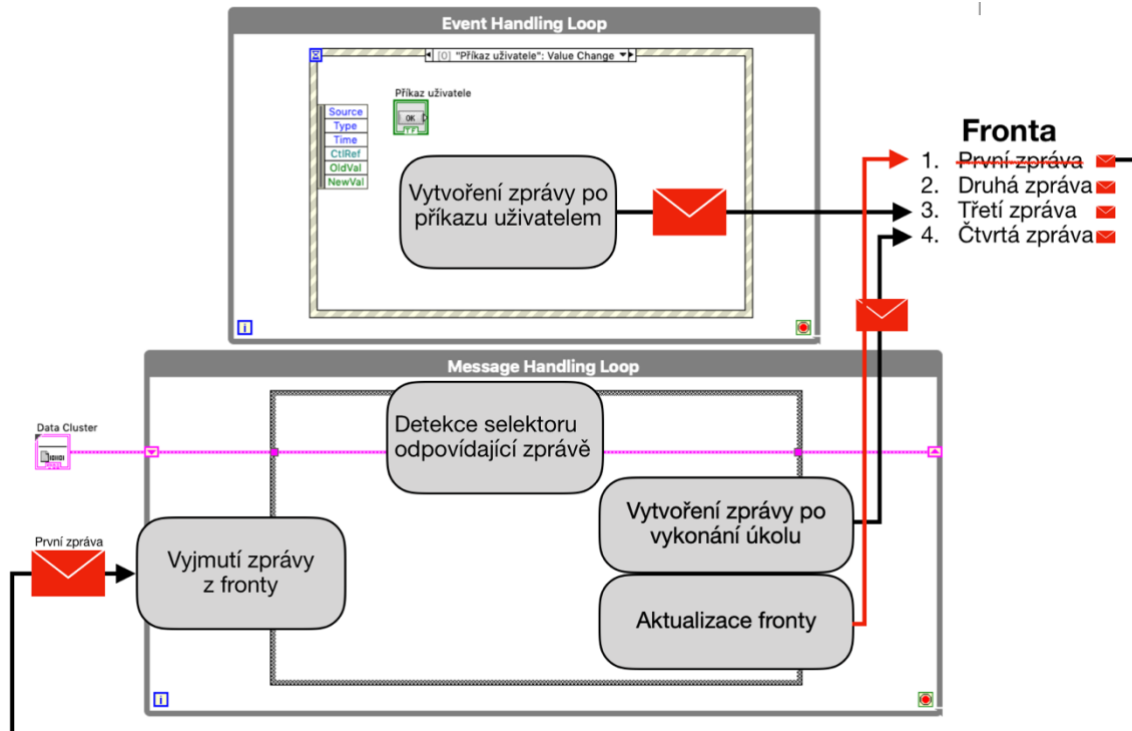 Event Handling Loop
[0] "Příkaz uživatele": Value Change
Příkaz uživatele
OK
TF
Source
Type
Time
CtlRef
OldVal
NewVal
Vytvoření zprávy po
příkazu uživatelem
Fronta
1. První zpráva
2. Druhá zpráva
3. Třetí zpráva
4. Čtvrtá zpráva
i
Message Handling Loop
Data Cluster
Detekce selektoru
odpovídající zprávě
Vytvoření zprávy po
vykonání úkolu
První zpráva
Vyjmutí zprávy
z fronty
Aktualizace fronty
i